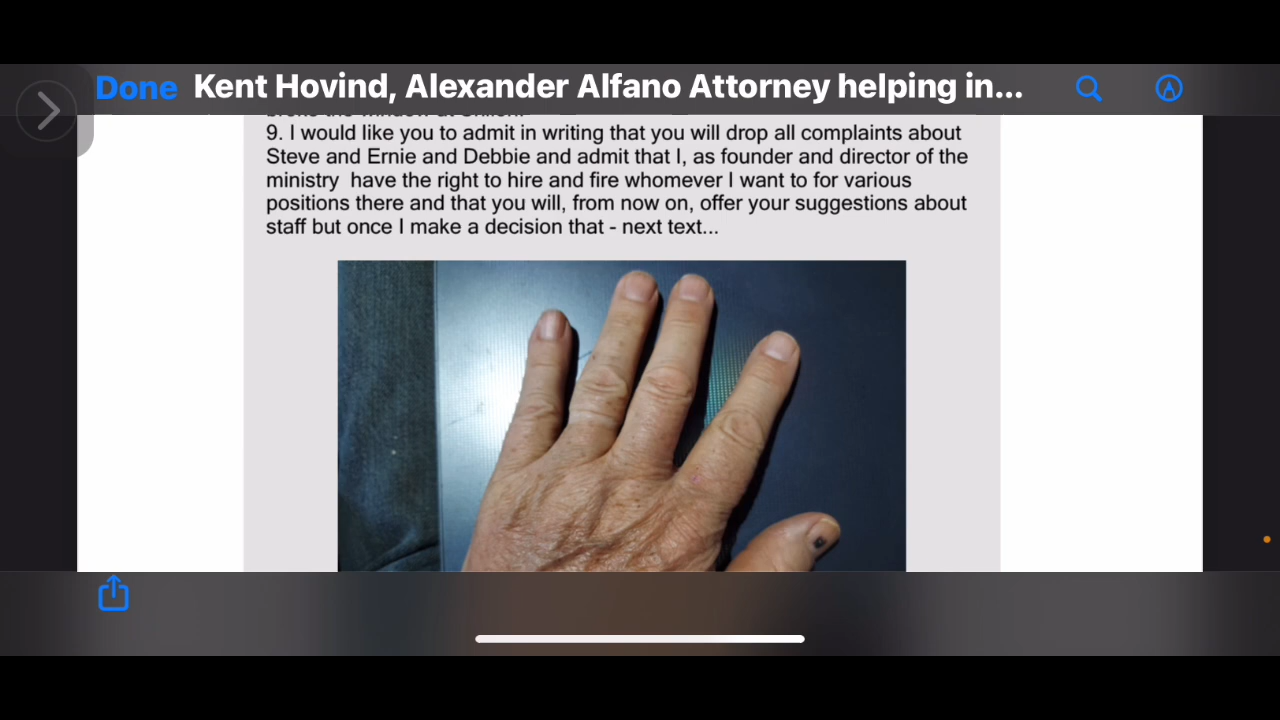 Done Kent Hovind, Alexander Alfano Attorney helping in...
9. I would like you to admit in writing that you will drop all complaints about
Steve and Ernie and Debbie and admit that I, as founder and director of the
ministry  have the right to hire and fire whomever I want to for various
positions there and that you will, from now on, offer your suggestions about
staff but once I make a decision that - next text...